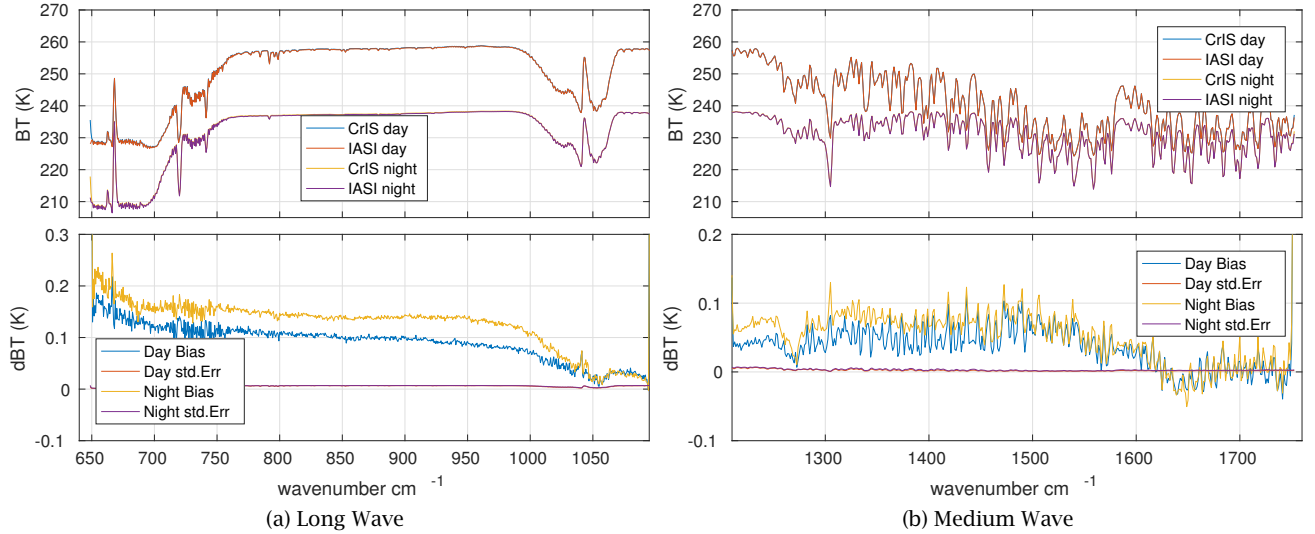 270
260
250
240
230
220
210
BT (K)
CrIS day
IASI day
CrIS night
IASI night
0.3
0.2
0.1
0
-0.1
dBT (K)
Day Bias
Day std.Err
Night Bias
Night std.Err
650 700 750 800 850 900 950 1000 1050
wavenumber cm -1
(a) Long Wave
270
260
250
240
230
220
210
BT (K)
CrIS day
IASI day
CrIS night
IASI night
0.2
0.1
0
-0.1
dBT (K)
Day Bias
Day std.Err
Night Bias
Night std.Err
1300 1400 1500 1600 1700
wavenumber cm -1
(b) Medium Wave